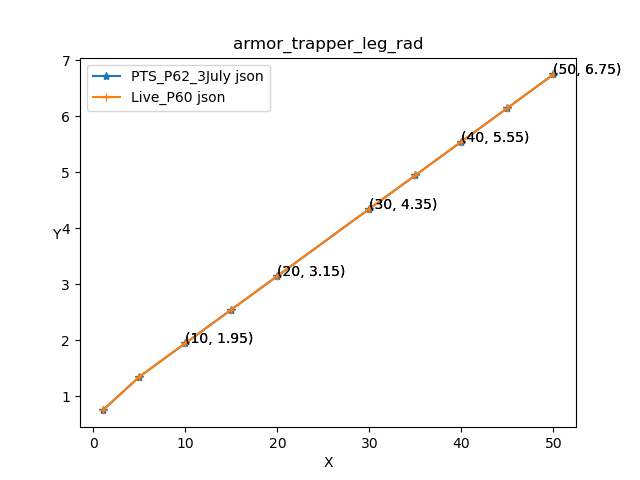 armor_trapper_leg_rad
PTS_P62_3July json
Live_P60 json
(50, 6.75)
(40, 5.55)
(30, 4.35)
(20, 3.15)
(10, 1.95)
7
6
5
4
3
2
1
Y
0 10 20 30 40 50
X